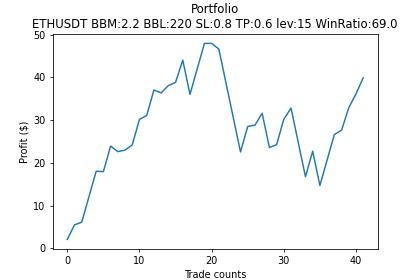 Portfolio
ETHUSDT BBM:2.2 BBL:220 SL:0.8 TP:0.6 lev:15 WinRatio:69.0
50
40
30
20
10
0
Profit ($)
0 10 20 30 40
Trade counts